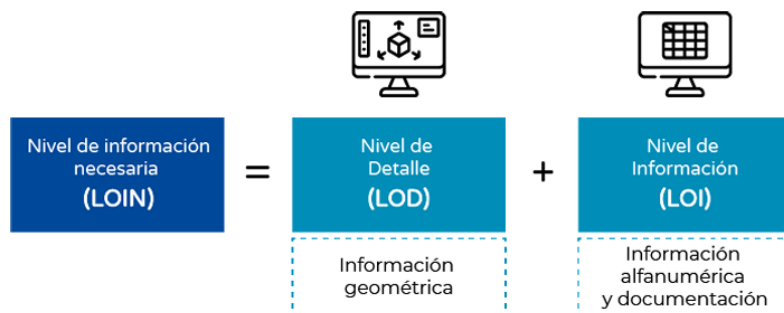 Nivel de información
necesaria
(LOIN)
=
Nivel de
Detalle
(LOD)
+
Nivel de
Información
(LOI)
Información
geométrica
Información
alfanumérica
y documentación